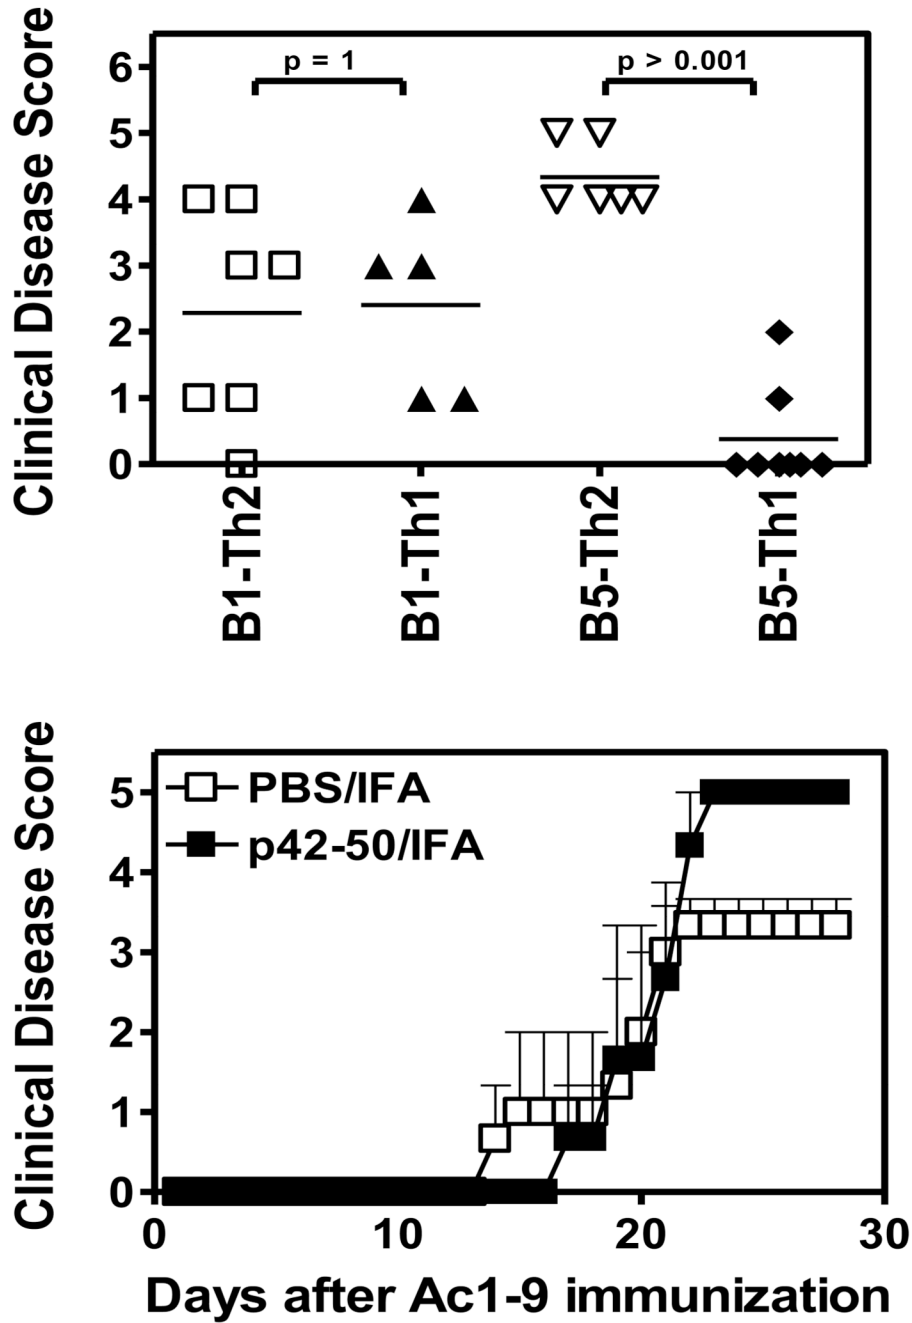 Clinical Disease Score
6
5
4
3
2
1
0
p = 1
p > 0.001
B1-Th2
B1-Th1
B5-Th2
B5-Th1
Clinical Disease Score
5
4
3
2
1
0
PBS/IFA
p42-50/IFA
0 10 20 30
Days after Ac1-9 immunization